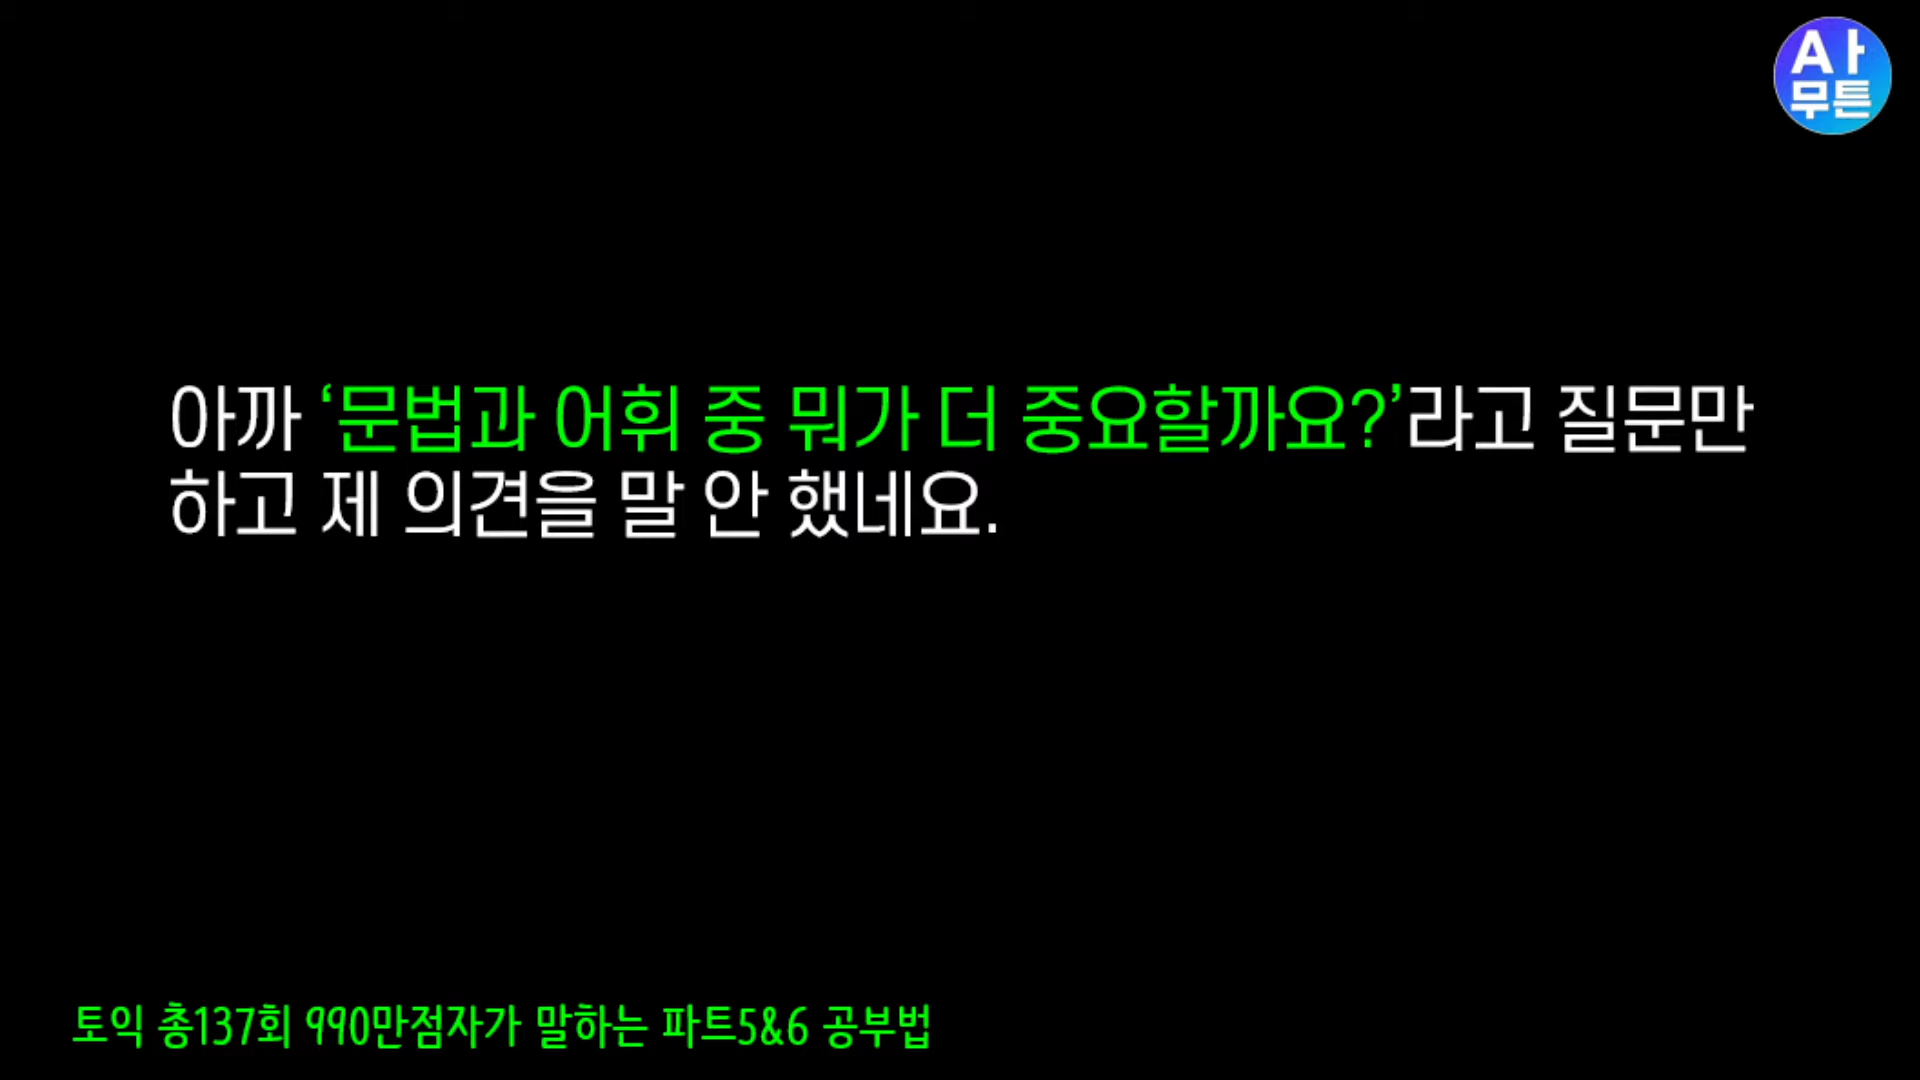 A아
무튼
아까 ‘문법과 어휘 중 뭐가 더 중요할까요?’라고 질문만
하고 제 의견을 말 안 했네요.
토익 총137회 990만점자가 말하는 파트5&6 공부법